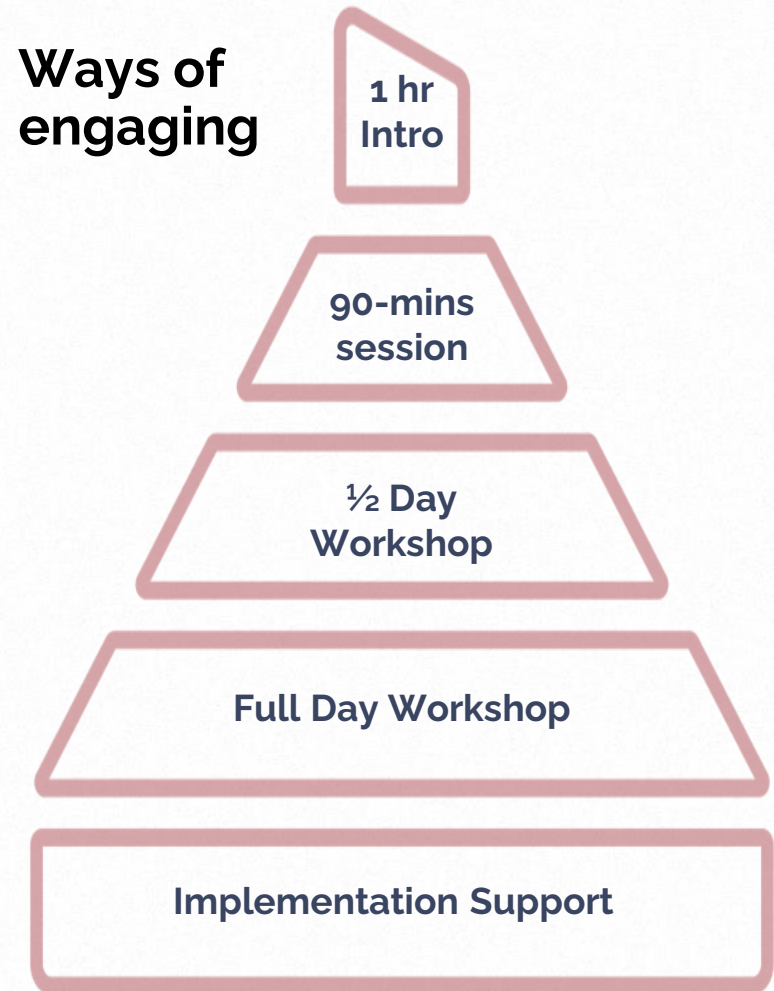 Ways of
engaging
1 hr
Intro
90-mins
session
½ Day
Workshop
Full Day Workshop
Implementation Support